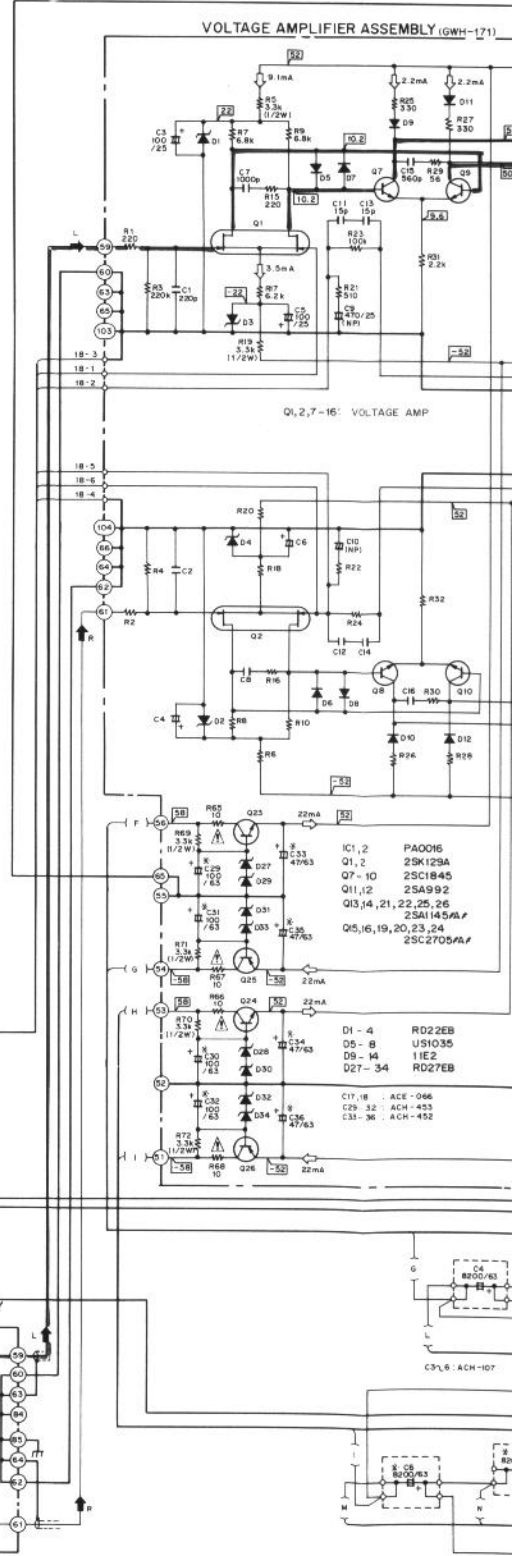 VOLTAGE AMPLIFIER ASSEMBLY (GWH-171)
52
9.1mA
2.2mA
2.2mA
R5
3.3k
(1/2W)
R25
330
D11
C3
100
/25
D1
22
R7
6.8k
R9
6.8k
D9
R27
330
10.2
C7
1000p
R15
220
D5
D7
Q7
C15
560p
R29
56
Q9
10.2
50
Q1
C11
15p
C13
15p
9.6
L
59
R1
220
R23
100k
60
3.5mA
R31
2.2k
63
R3
220k
C1
220p
-22
R17
6.2k
R21
510
65
D3
C5
100
/25
C9
470/25
(NP)
103
R19
3.3k
(1/2W)
18-3
-52
18-1
18-2
Q1,2,7-16: VOLTAGE AMP
18-5
18-6
18-4
R20
52
104
D4
C6
C10
(NP)
66
R4
C2
R18
R22
64
62
R32
61
R2
R24
R
Q2
C12
C14
C8
R16
Q8
C16
R30
Q10
D6
D8
C4
D2
R8
R10
D10
D12
R26
R28
R6
-52
58
R65
10
Q23
22mA
52
F
56
R69
3.3k
(1/2W)
C33
47/63
IC1,2 PA0016
D27
Q1,2 2SK129A
C29
100
/63
D29
Q7-10 2SC1845
65
Q11,12 2SA992
55
C31
100
/63
D31
Q13,14,21,22,25,26
D33
C35
47/63
2SA1145
R71
3.3k
(1/2W)
Q15,16,19,20,23,24
2SC2705
G
54
-58
R67
10
Q25
-52
22mA
H
53
58
R66
10
Q24
52
22mA
R70
3.3k
(1/2W)
C34
47/63
D1-4 RD22EB
D28
D5-8 US1035
C30
100
/63
D30
D9-14 11E2
D27-34 RD27EB
52
C32
100
/63
D32
C17,18 : ACE-066
D34
C36
47/63
C29-32 : ACH-453
C33-36 : ACH-452
R72
3.3k
(1/2W)
I
51
-58
R68
10
Q26
-52
22mA
G
C4
8200/63
L
L
59
C3~6 : ACH-107
60
63
84
85
I
64
C6
8200/63
62
M
N
R
61